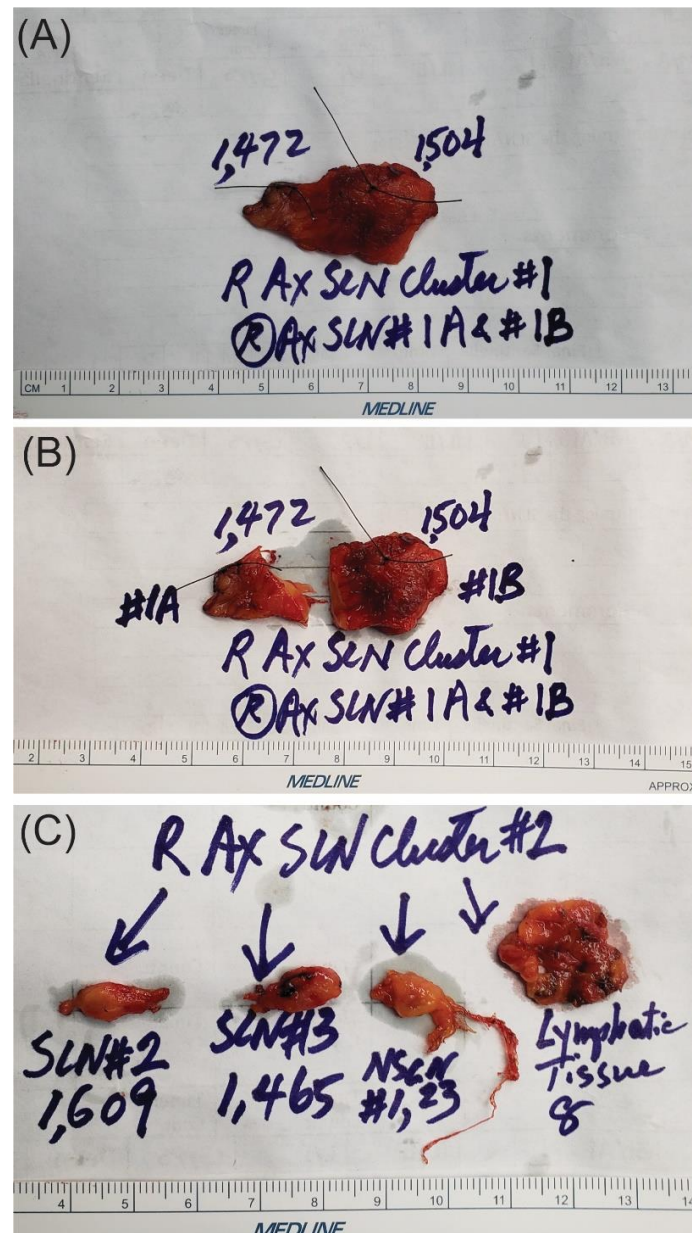 (A)
1,472 1,504
R Ax SLN Cluster #1
Ⓡ Ax SLN # 1A & # 1B
CM 1 2 3 4 5 6 7 8 9 10 11 12 13
MEDLINE
(B)
1,472 1,504
#1A #1B
R Ax SLN Cluster #1
Ⓡ Ax SLN # 1A & # 1B
2 3 4 5 6 7 8 9 10 11 12 13 14 15
MEDLINE APPROX
(C)
R Ax SLN Cluster #2
SLN#2 SLN#3 NSLN Lymphatic
1,609 1,465 #1,23 Tissue
8
4 5 6 7 8 9 10 11 12 13 14
MEDLINE